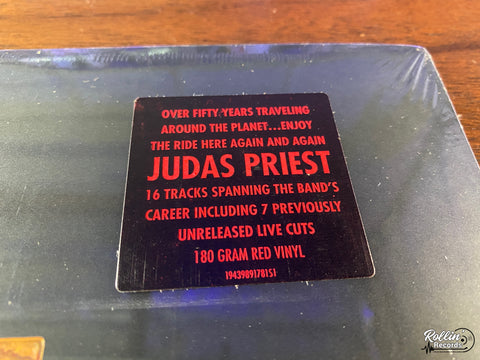 OVER FIFTY YEARS TRAVELING
AROUND THE PLANET...ENJOY
THE RIDE HERE AGAIN AND AGAIN
JUDAS PRIEST
16 TRACKS SPANNING THE BAND'S
CAREER INCLUDING 7 PREVIOUSLY
UNRELEASED LIVE CUTS
180 GRAM RED VINYL
19439891781S1
Rollin'
Records